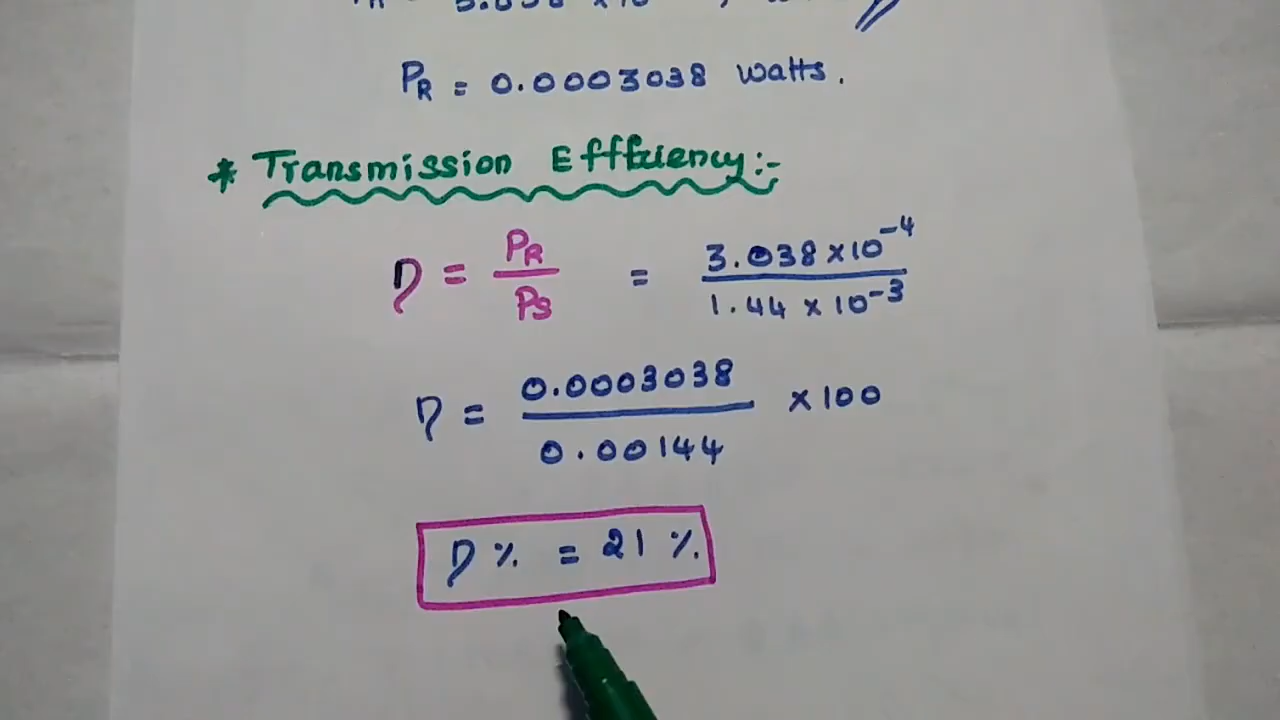 PR = 0.0003038 watts.
* Transmission Efficiency:-
η = PR/PS = 3.038 × 10⁻⁴/1.44 × 10⁻³
η = 0.0003038/0.00144 × 100
η % = 21 %.